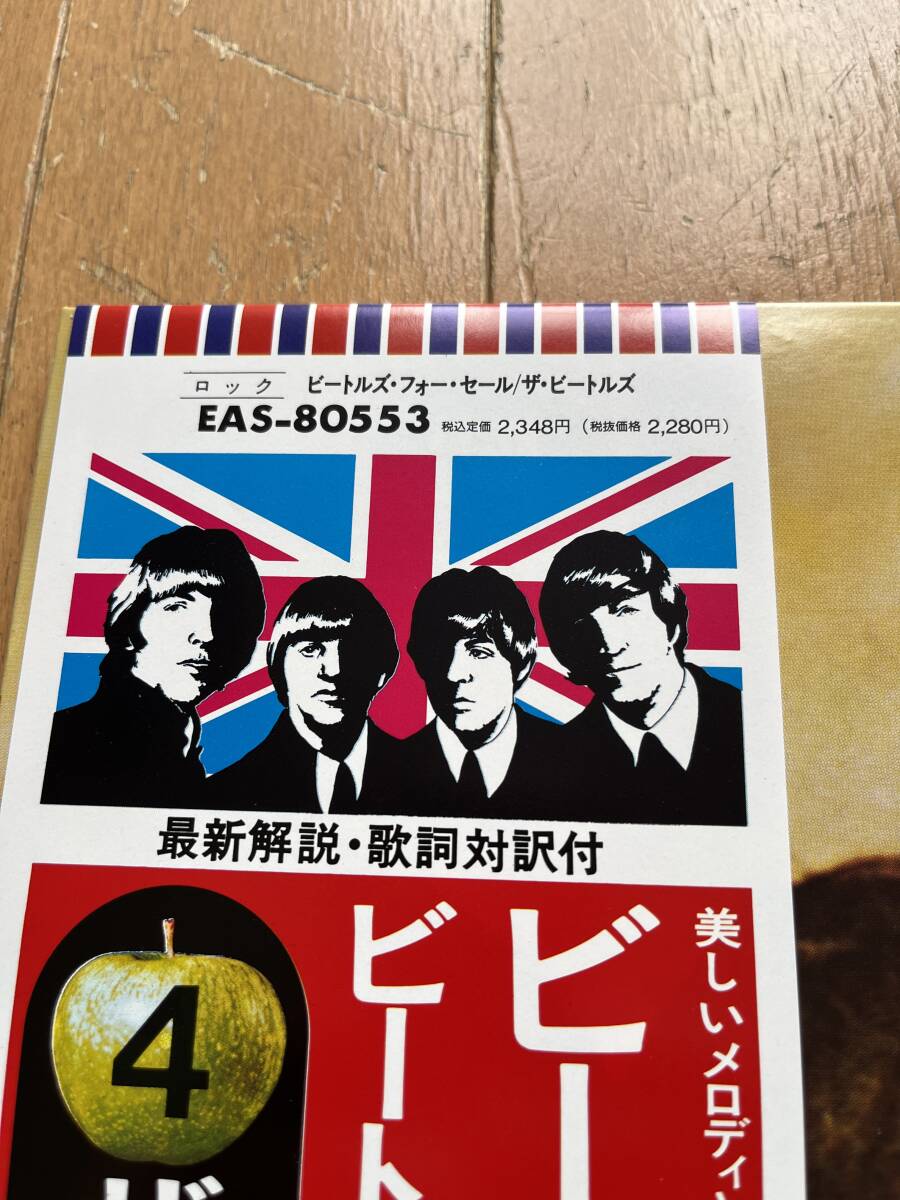 ロック ビートルズ・フォー・セール/ザ・ビートルズ
EAS-80553 税込定価 2,348円 (税抜価格 2,280円)
最新解説・歌詞対訳付
美しいメロディ
ビー
ビート
4
ザ